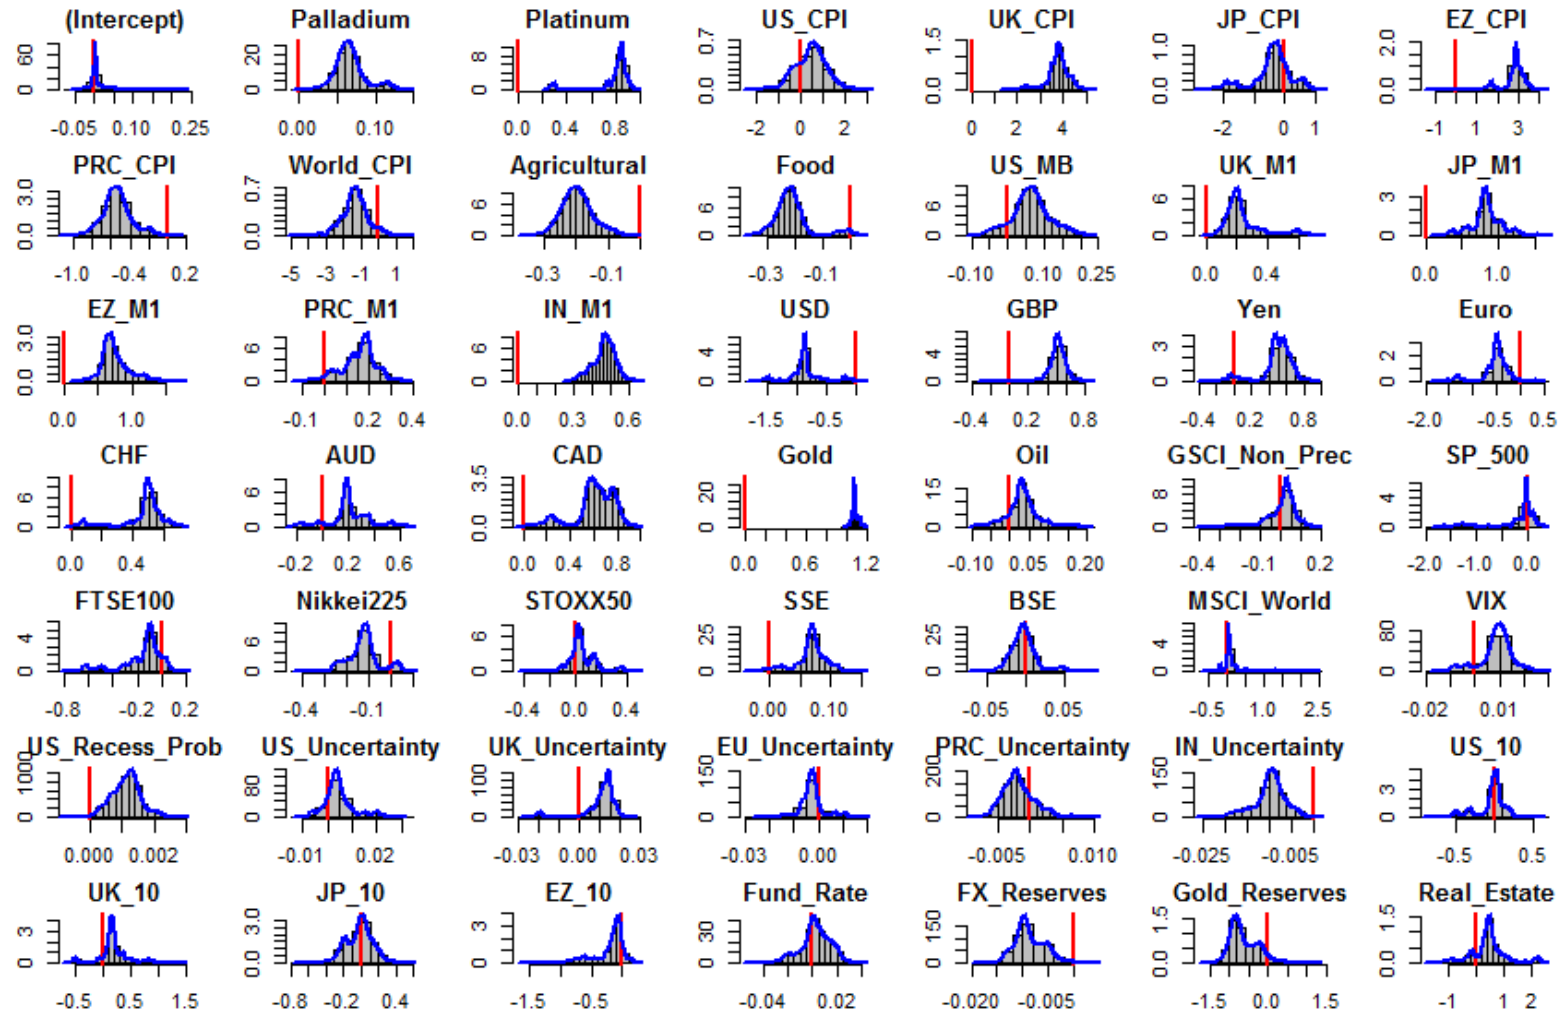 (Intercept) Palladium Platinum US_CPI UK_CPI JP_CPI EZ_CPI
0 60 0 20 0 8 0.0 0.7 0.0 1.5 0.0 1.0 0.0 2.0
-0.05 0.10 0.25 0.00 0.10 0.0 0.4 0.8 -2 0 2 0 2 4 -2 0 1 -1 1 3
PRC_CPI World_CPI Agricultural Food US_MB UK_M1 JP_M1
0.0 3.0 0.0 0.7 0 6 0 6 0 6 0 6 0 3
-1.0 -0.4 0.2 -5 -3 -1 1 -0.3 -0.1 -0.3 -0.1 -0.10 0.10 0.25 0.0 0.4 0.0 1.0
EZ_M1 PRC_M1 IN_M1 USD GBP Yen Euro
0.0 3.0 0 6 0 6 0 4 0 4 0 3 0 2
0.0 1.0 -0.1 0.2 0.4 0.0 0.3 0.6 -1.5 -0.5 -0.4 0.2 0.8 -0.4 0.2 0.8 -2.0 -0.5 0.5
CHF AUD CAD Gold Oil GSCI_Non_Prec SP_500
0 6 0 6 0.0 3.5 0 20 0 15 0 8 0 4
0.0 0.4 -0.2 0.2 0.6 0.0 0.4 0.8 0.0 0.6 1.2 -0.10 0.05 0.20 -0.4 -0.1 0.2 -2.0 -1.0 0.0
FTSE100 Nikkei225 STOXX50 SSE BSE MSCI_World VIX
0 4 0 6 0 6 0 25 0 25 0 4 0 80
-0.8 -0.2 0.2 -0.4 -0.1 -0.4 0.0 0.4 0.00 0.10 -0.05 0.05 -0.5 1.0 2.5 -0.02 0.01
US_Recess_Prob US_Uncertainty UK_Uncertainty EU_Uncertainty PRC_Uncertainty IN_Uncertainty US_10
0 1000 0 80 0 100 0 150 0 200 0 150 0 3
0.000 0.002 -0.01 0.02 -0.03 0.00 0.03 -0.03 0.00 -0.005 0.010 -0.025 -0.005 -0.5 0.5
UK_10 JP_10 EZ_10 Fund_Rate FX_Reserves Gold_Reserves Real_Estate
0 3 0.0 3.0 0 3 0 30 0 150 0.0 1.5 0.0 1.5
-0.5 0.5 1.5 -0.8 -0.2 0.4 -1.5 -0.5 -0.04 0.02 -0.020 -0.005 -1.5 0.0 1.5 -1 1 2